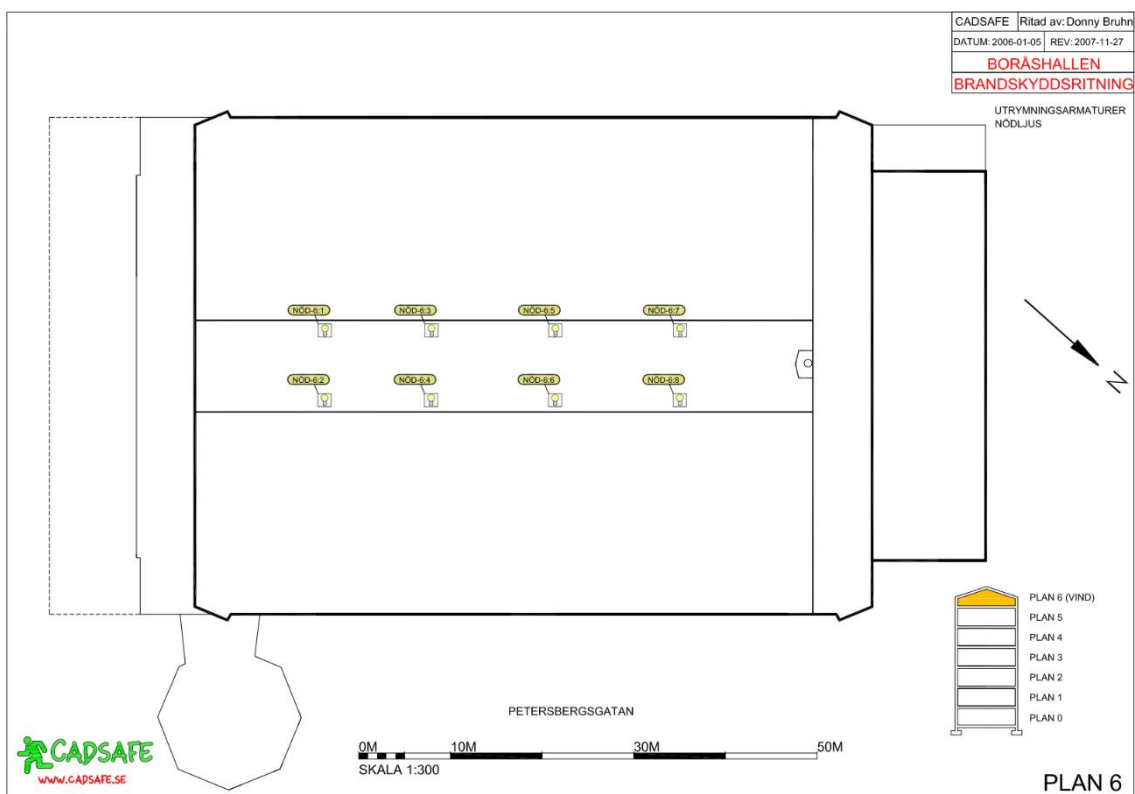 CADSAFE Ritad av: Donny Bruhn
DATUM: 2006-01-05 REV: 2007-11-27
BORÅSHALLEN
BRANDSKYDDSRITNING
UTRYMNINGSARMATURER
NÖDLJUS
NÖD-6:1 NÖD-6:3 NÖD-6:5 NÖD-6:7
NÖD-6:2 NÖD-6:4 NÖD-6:6 NÖD-6:8
N
PLAN 6 (VIND)
PLAN 5
PLAN 4
PLAN 3
PLAN 2
PLAN 1
PLAN 0
PETERSBERGSGATAN
0M 10M 30M 50M
SKALA 1:300
CADSAFE
WWW.CADSAFE.SE
PLAN 6